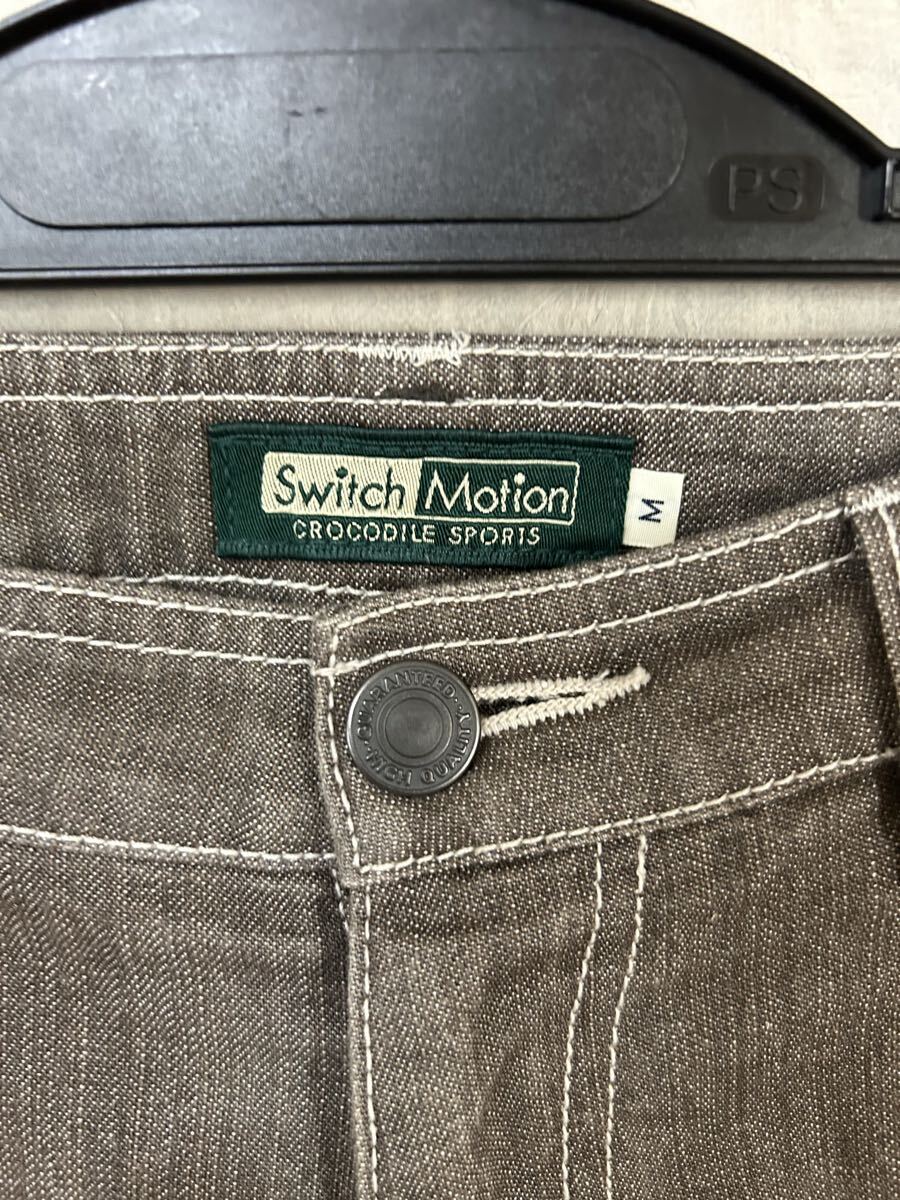 PS
Switch Motion
CROCODILE SPORTS
M
GUARANTEED
HIGH QUALITY